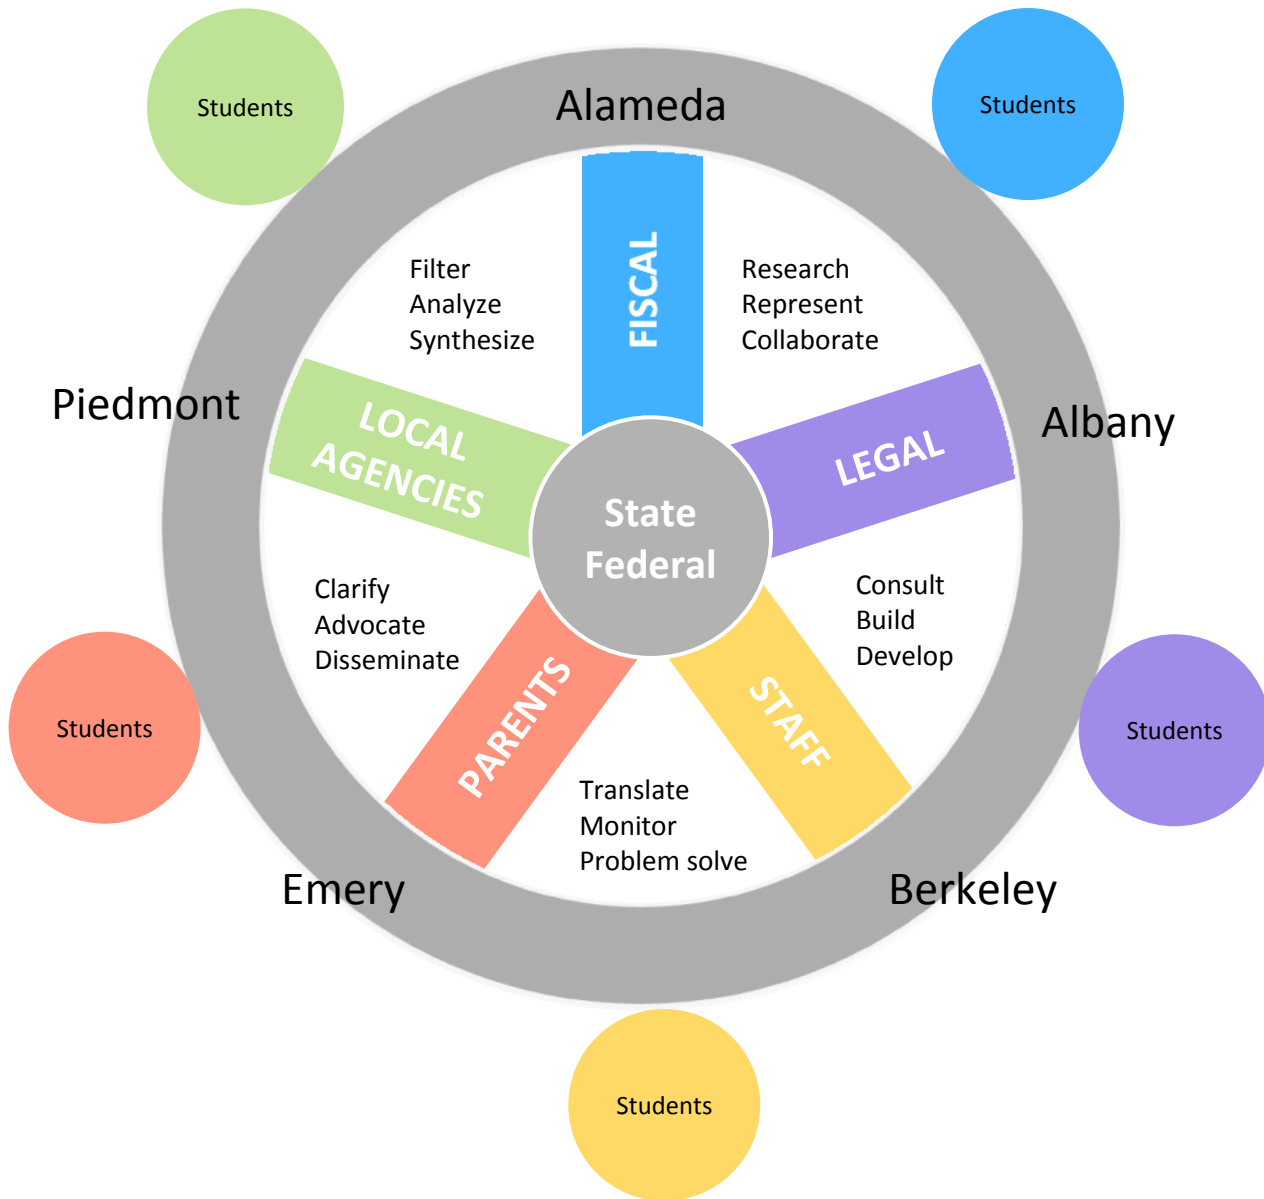 Students
Students
Alameda
FISCAL
Filter
Analyze
Synthesize
Research
Represent
Collaborate
Piedmont
LOCAL
AGENCIES
LEGAL
Albany
State
Federal
Clarify
Advocate
Disseminate
Consult
Build
Develop
Students
PARENTS
STAFF
Students
Translate
Monitor
Problem solve
Emery
Berkeley
Students